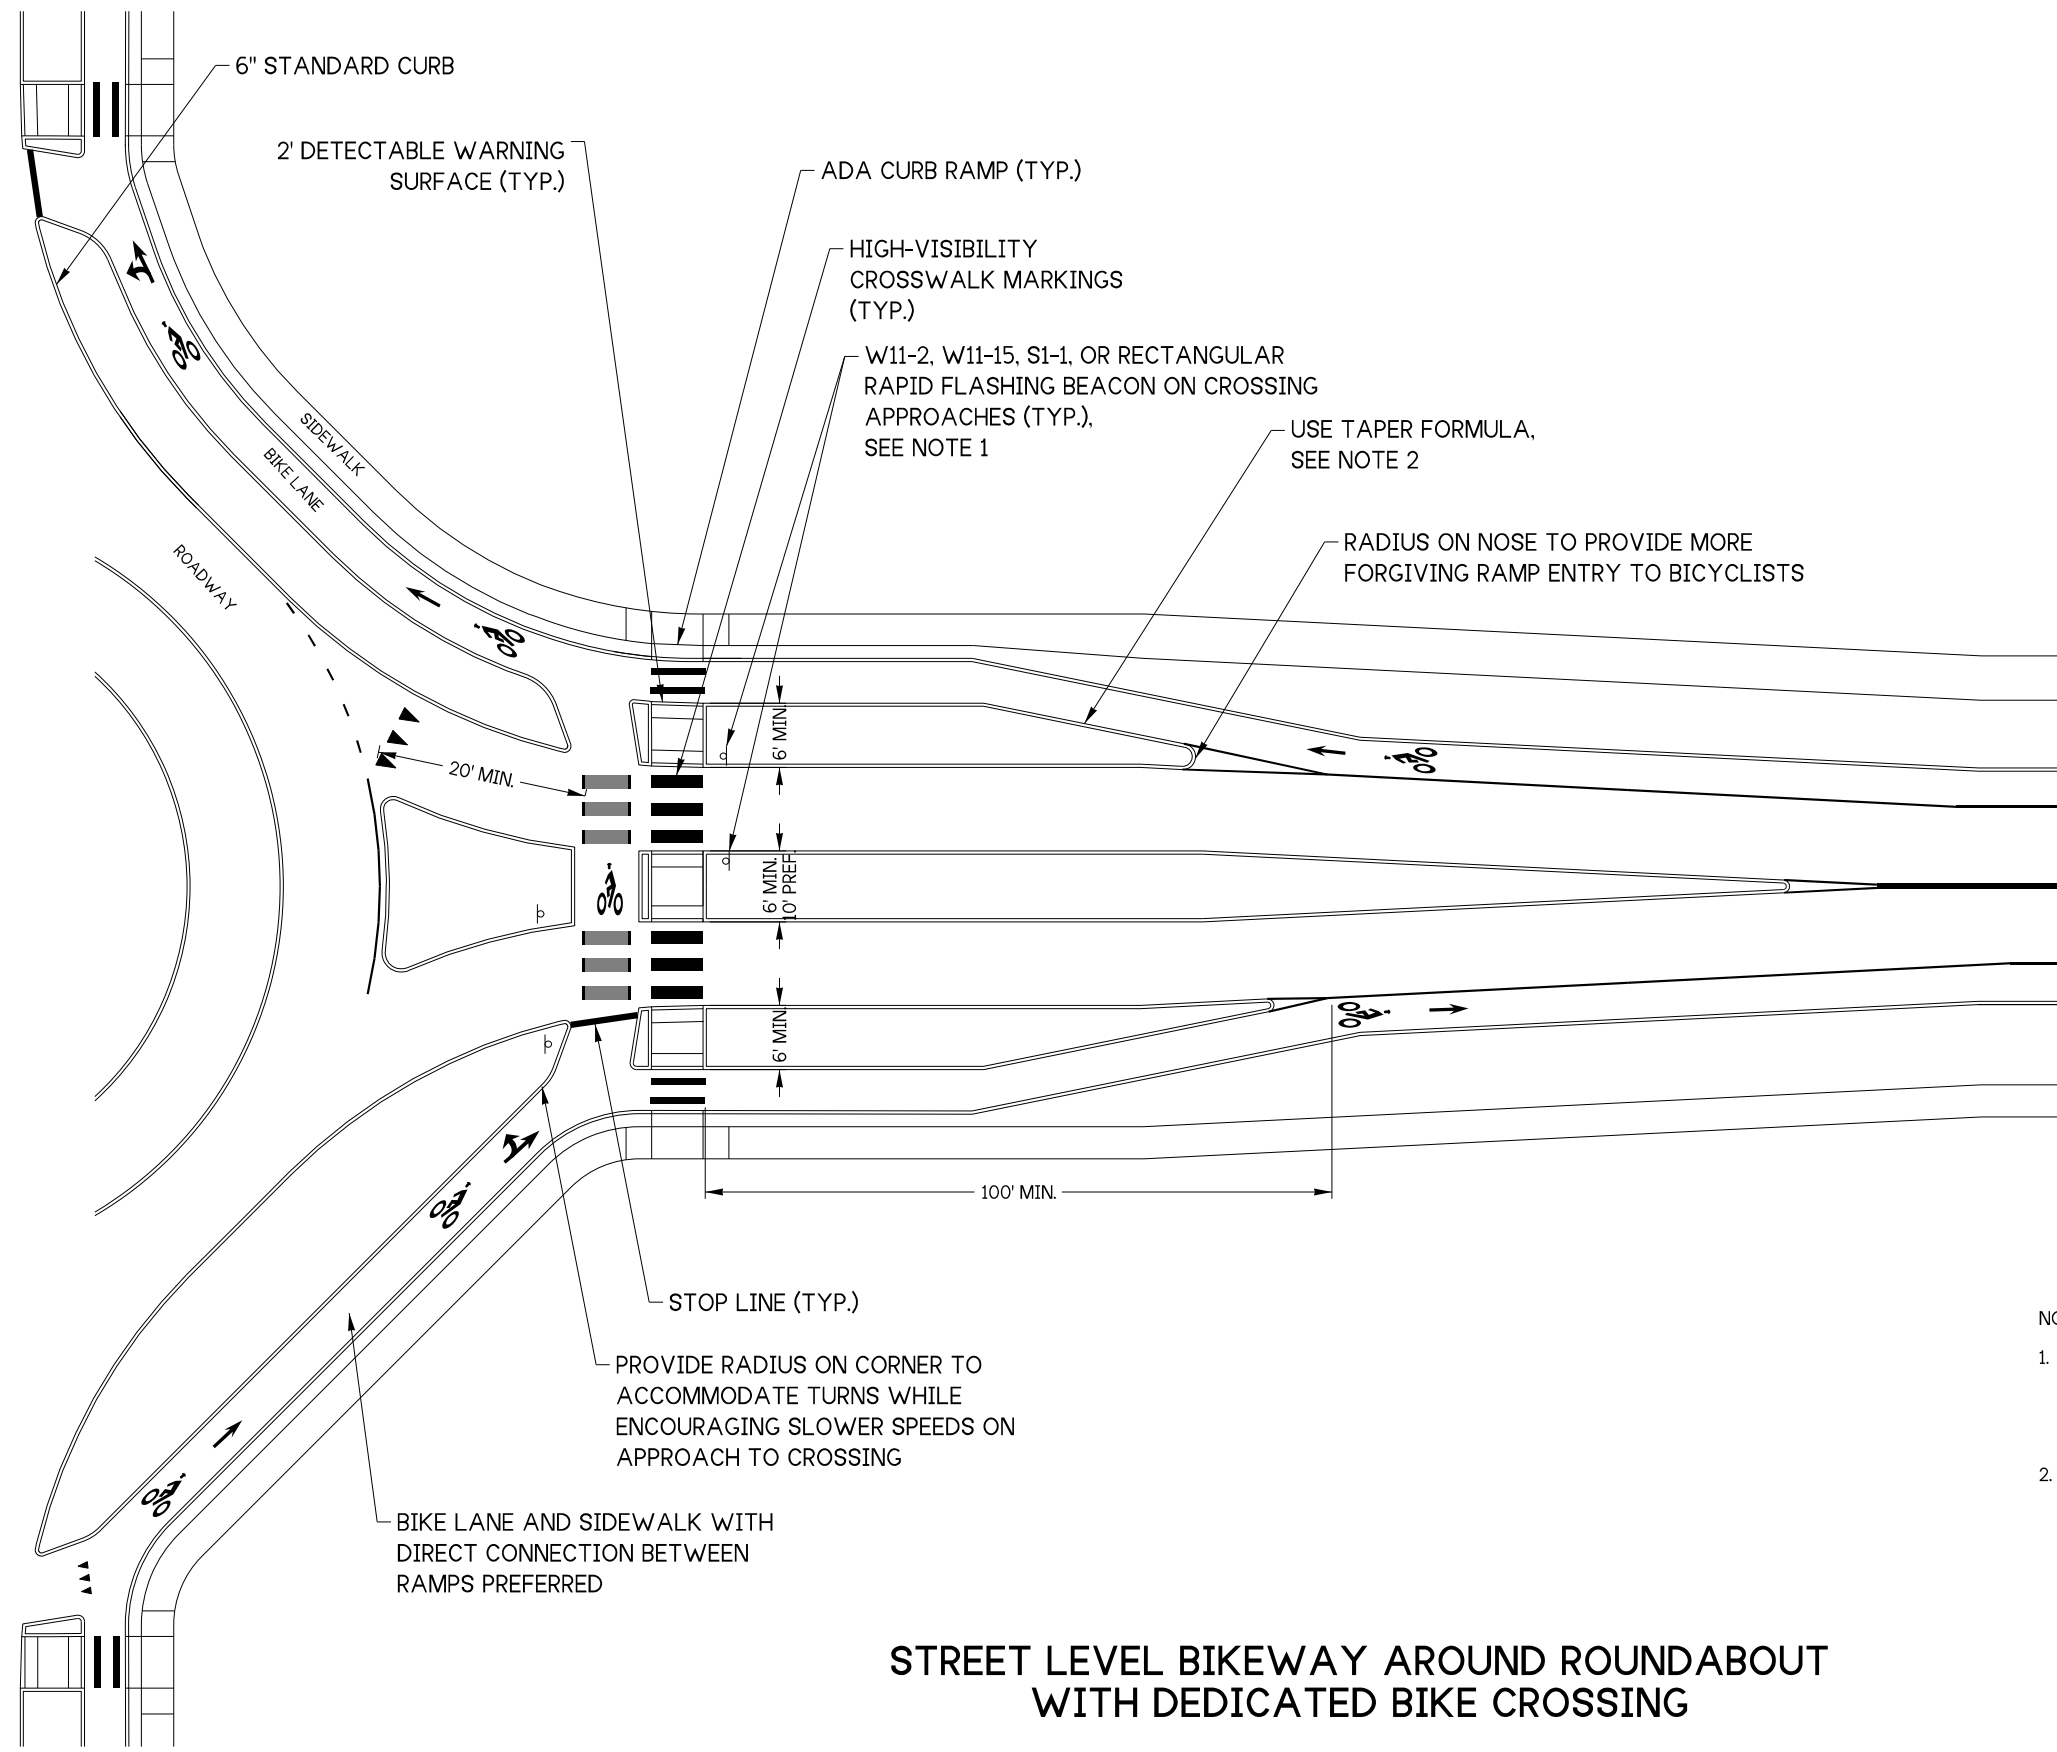 6" STANDARD CURB
2' DETECTABLE WARNING
SURFACE (TYP.)
ADA CURB RAMP (TYP.)
HIGH-VISIBILITY
CROSSWALK MARKINGS
(TYP.)
W11-2, W11-15, S1-1, OR RECTANGULAR
RAPID FLASHING BEACON ON CROSSING
APPROACHES (TYP.),
SEE NOTE 1
USE TAPER FORMULA,
SEE NOTE 2
RADIUS ON NOSE TO PROVIDE MORE
FORGIVING RAMP ENTRY TO BICYCLISTS
SIDEWALK
BIKE LANE
ROADWAY
6' MIN.
20' MIN.
6' MIN.
10' PREF.
6' MIN.
100' MIN.
STOP LINE (TYP.)
PROVIDE RADIUS ON CORNER TO
ACCOMMODATE TURNS WHILE
ENCOURAGING SLOWER SPEEDS ON
APPROACH TO CROSSING
BIKE LANE AND SIDEWALK WITH
DIRECT CONNECTION BETWEEN
RAMPS PREFERRED
1.
2.
STREET LEVEL BIKEWAY AROUND ROUNDABOUT
WITH DEDICATED BIKE CROSSING